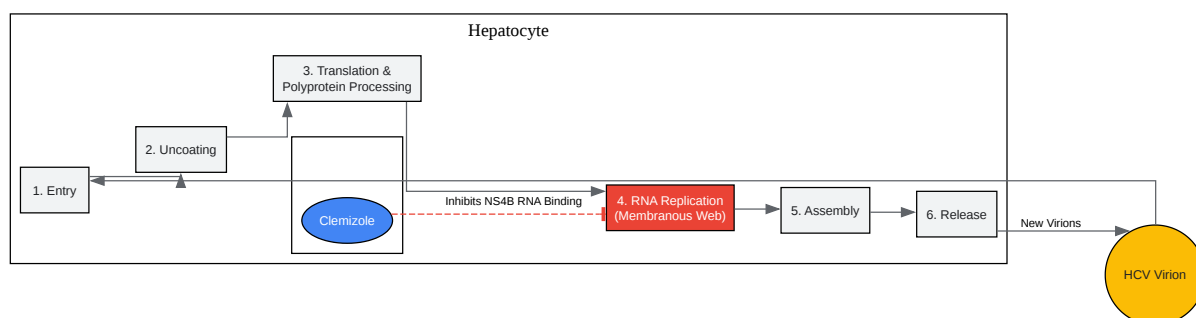 Hepatocyte
3. Translation &
Polyprotein Processing
2. Uncoating
1. Entry
Clemizole
Inhibits NS4B RNA Binding
4. RNA Replication
(Membranous Web)
5. Assembly
6. Release
New Virions
HCV Virion